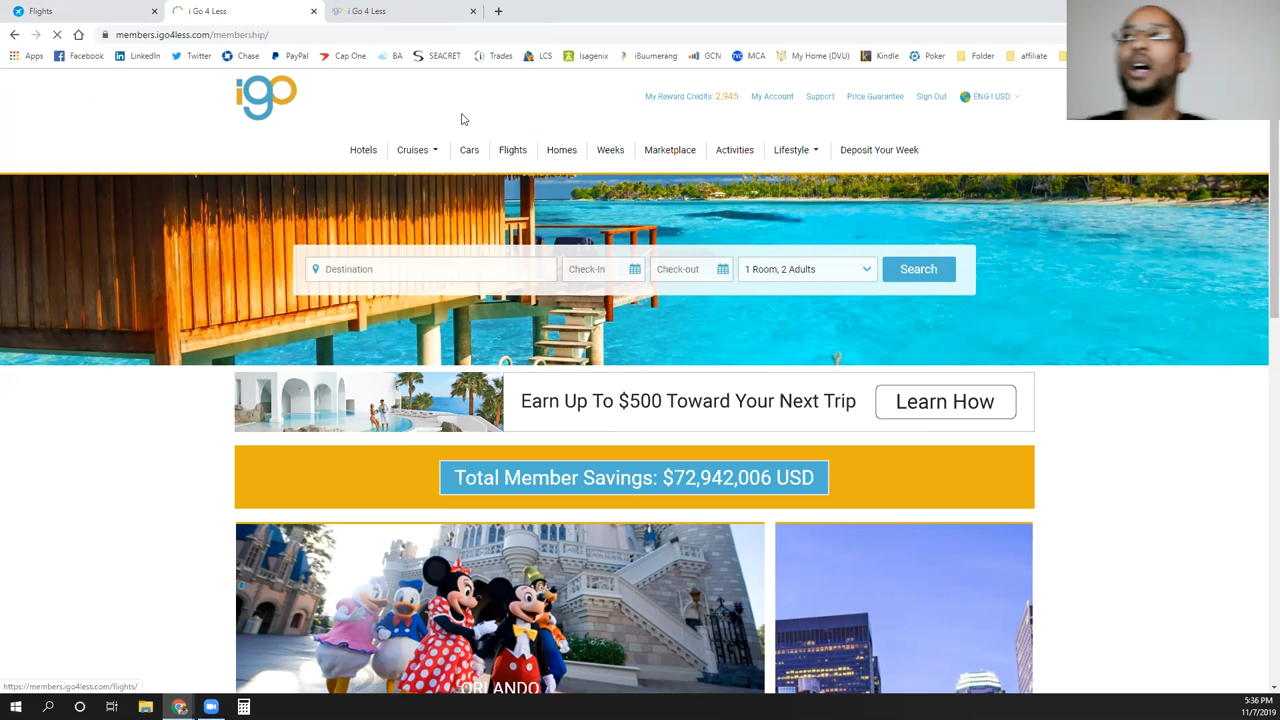 Flights
i Go 4 Less
i Go 4 Less
members.igo4less.com/membership/
Apps
Facebook
LinkedIn
Twitter
Chase
PayPal
Cap One
BA
SEACRET
Trades
LCS
Isagenix
iBuumerang
GCN
MCA
My Home (DVU)
Kindle
Poker
Folder
affiliate
igo
My Reward Credits: 2,945
My Account
Support
Price Guarantee
Sign Out
ENG | USD
Hotels
Cruises
Cars
Flights
Homes
Weeks
Marketplace
Activities
Lifestyle
Deposit Your Week
Destination
Check-In
Check-out
1 Room, 2 Adults
Search
Earn Up To $500 Toward Your Next Trip
Learn How
Total Member Savings: $72,942,006 USD
ORLANDO
https://members.igo4less.com/flights/
5:36 PM
11/7/2019